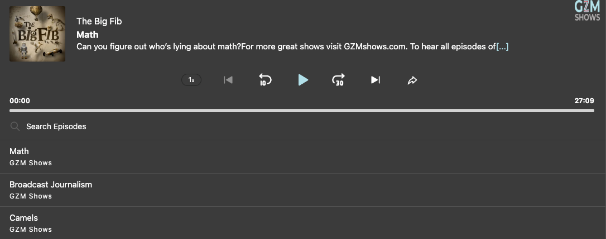 The Big Fib
GZM
SHOWS
THE
BIG FIB
Math
Can you figure out who's lying about math?For more great shows visit GZMshows.com. To hear all episodes of[...]
1x
10
30
00:00
27:09
Search Episodes
Math
GZM Shows
Broadcast Journalism
GZM Shows
Camels
GZM Shows